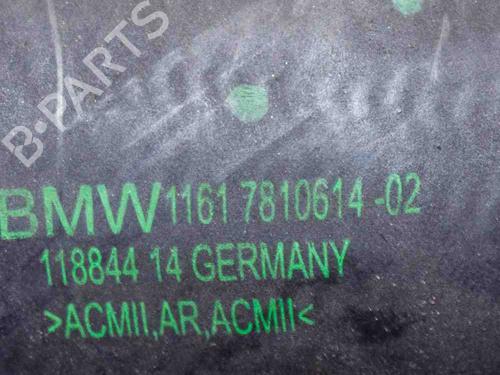 B-PARTS
BMW 1161 7810614-02
118844 14 GERMANY
>ACMII,AR,ACMII<